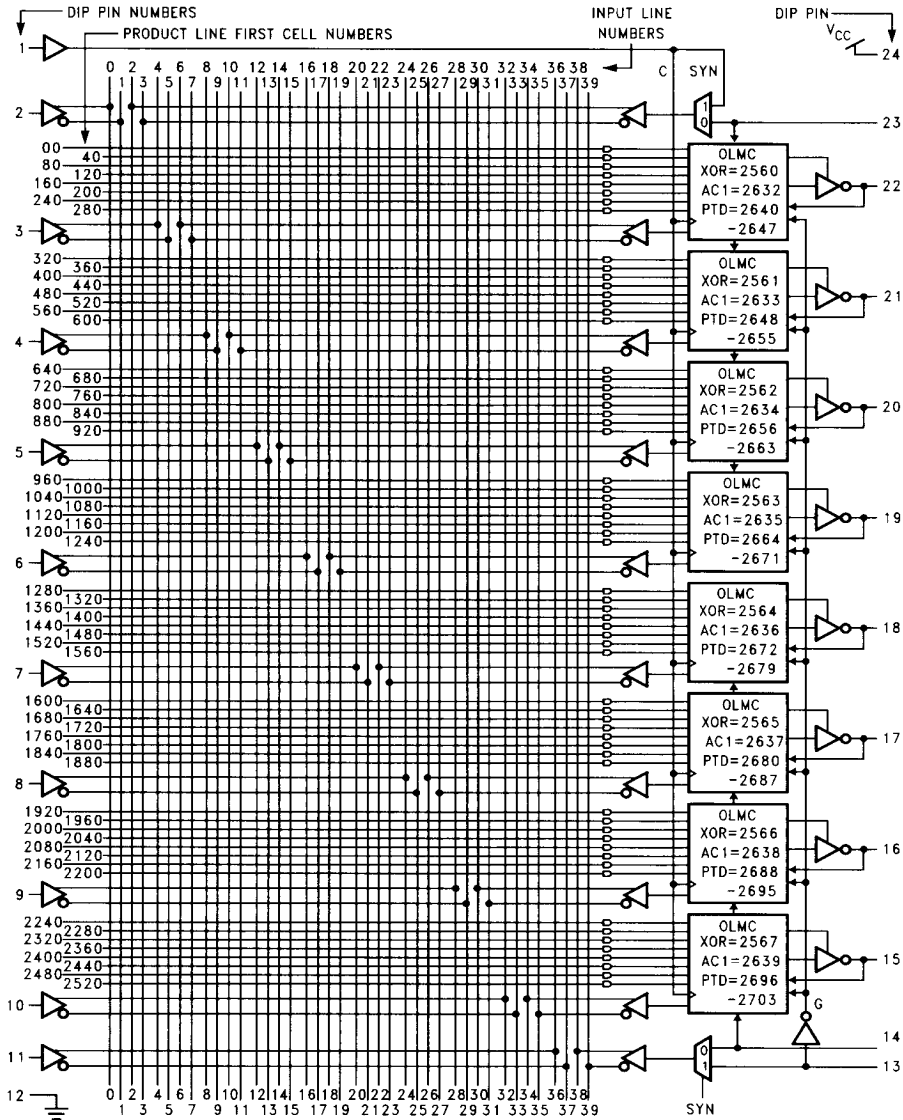 DIP PIN NUMBERS
INPUT LINE NUMBERS
DIP PIN
PRODUCT LINE FIRST CELL NUMBERS
VCC
1
24
0 2 4 6 8 10 12 14 16 18 20 22 24 26 28 30 32 34 36 38
1 3 5 7 9 11 13 15 17 19 21 23 25 27 29 31 33 35 37 39
C SYN
2
1
0
23
00
40
80
120
160
200
240
280
OLMC
XOR=2560
AC1=2632
PTD=2640
-2647
22
3
320
360
400
440
480
520
560
600
OLMC
XOR=2561
AC1=2633
PTD=2648
-2655
21
4
640
680
720
760
800
840
880
920
OLMC
XOR=2562
AC1=2634
PTD=2656
-2663
20
5
960
1000
1040
1080
1120
1160
1200
1240
OLMC
XOR=2563
AC1=2635
PTD=2664
-2671
19
6
1280
1320
1360
1400
1440
1480
1520
1560
OLMC
XOR=2564
AC1=2636
PTD=2672
-2679
18
7
1600
1640
1680
1720
1760
1800
1840
1880
OLMC
XOR=2565
AC1=2637
PTD=2680
-2687
17
8
1920
1960
2000
2040
2080
2120
2160
2200
OLMC
XOR=2566
AC1=2638
PTD=2688
-2695
16
9
2240
2280
2320
2360
2400
2440
2480
2520
OLMC
XOR=2567
AC1=2639
PTD=2696
-2703
15
10
G
11
0
1
14
13
12
0 2 4 6 8 10 12 14 16 18 20 22 24 26 28 30 32 34 36 38
1 3 5 7 9 11 13 15 17 19 21 23 25 27 29 31 33 35 37 39
SYN